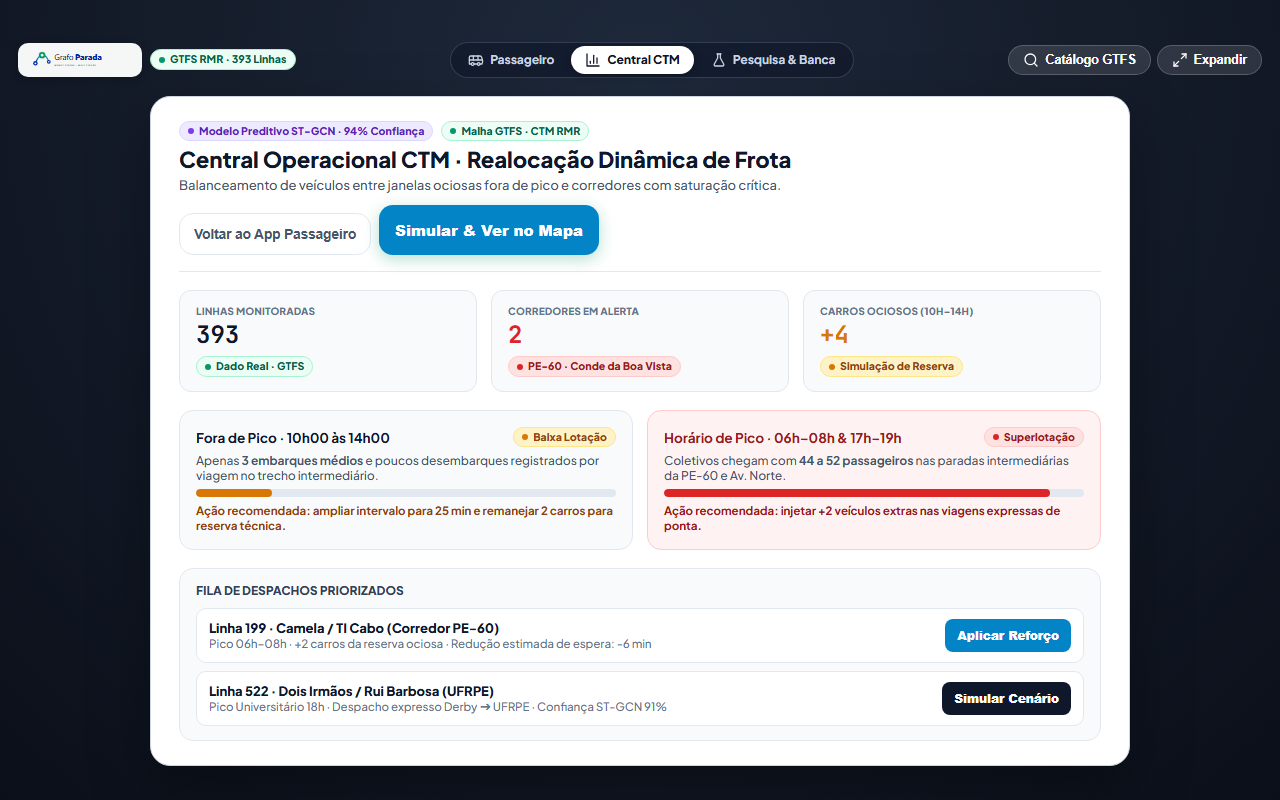 Grafo Parada
GTFS RMR · 393 Linhas
Passageiro
Central CTM
Pesquisa & Banca
Catálogo GTFS
Expandir
Modelo Preditivo ST-GCN · 94% Confiança
Malha GTFS · CTM RMR
Central Operacional CTM · Realocação Dinâmica de Frota
Balanceamento de veículos entre janelas ociosas fora de pico e corredores com saturação crítica.
Voltar ao App Passageiro
Simular & Ver no Mapa
LINHAS MONITORADAS
393
Dado Real · GTFS
CORREDORES EM ALERTA
2
PE-60 · Conde da Boa Vista
CARROS OCIOSOS (10H–14H)
+4
Simulação de Reserva
Fora de Pico · 10h00 às 14h00
Baixa Lotação
Apenas 3 embarques médios e poucos desembarques registrados por
viagem no trecho intermediário.
Ação recomendada: ampliar intervalo para 25 min e remanejar 2 carros para
reserva técnica.
Horário de Pico · 06h–08h & 17h–19h
Superlotação
Coletivos chegam com 44 a 52 passageiros nas paradas intermediárias
da PE-60 e Av. Norte.
Ação recomendada: injetar +2 veículos extras nas viagens expressas de
ponta.
FILA DE DESPACHOS PRIORIZADOS
Linha 199 · Camela / TI Cabo (Corredor PE-60)
Pico 06h–08h · +2 carros da reserva ociosa · Redução estimada de espera: -6 min
Aplicar Reforço
Linha 522 · Dois Irmãos / Rui Barbosa (UFRPE)
Pico Universitário 18h · Despacho expresso Derby ➔ UFRPE · Confiança ST-GCN 91%
Simular Cenário